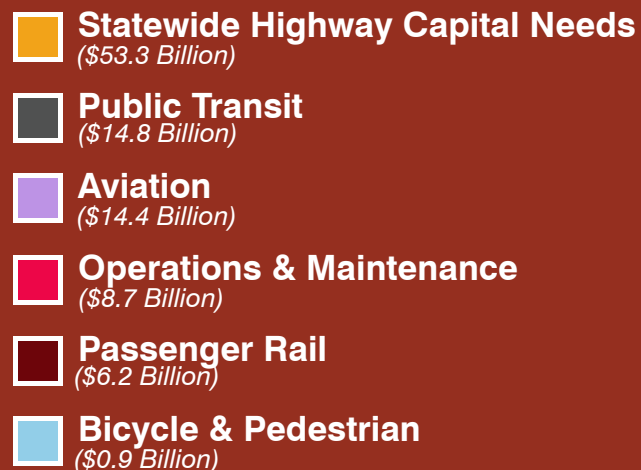 Statewide Highway Capital Needs
($53.3 Billion)
Public Transit
($14.8 Billion)
Aviation
($14.4 Billion)
Operations & Maintenance
($8.7 Billion)
Passenger Rail
($6.2 Billion)
Bicycle & Pedestrian
($0.9 Billion)